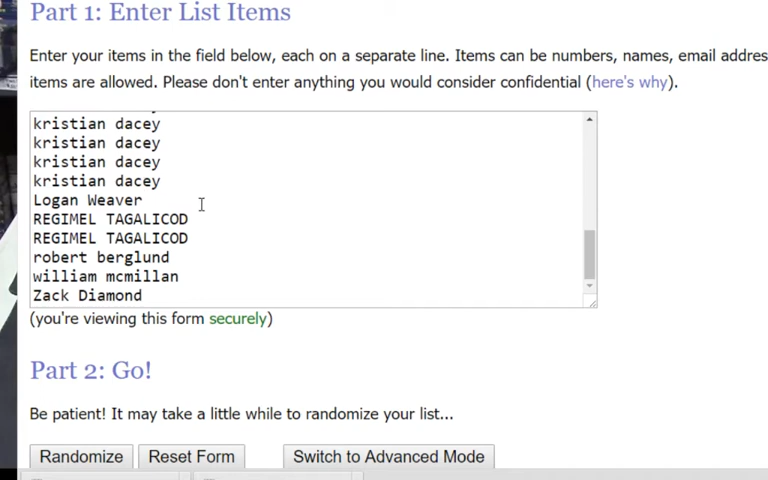 Part 1: Enter List Items
Enter your items in the field below, each on a separate line. Items can be numbers, names, email
items are allowed. Please don't enter anything you would consider confidential (here's why).
kristian dacey
kristian dacey
kristian dacey
kristian dacey
Logan Weaver
REGIMEL TAGALICOD
REGIMEL TAGALICOD
robert berglund
william mcmillan
Zack Diamond
(you're viewing this form securely)
Part 2: Go!
Be patient! It may take a little while to randomize your list...
Randomize Reset Form Switch to Advanced Mode